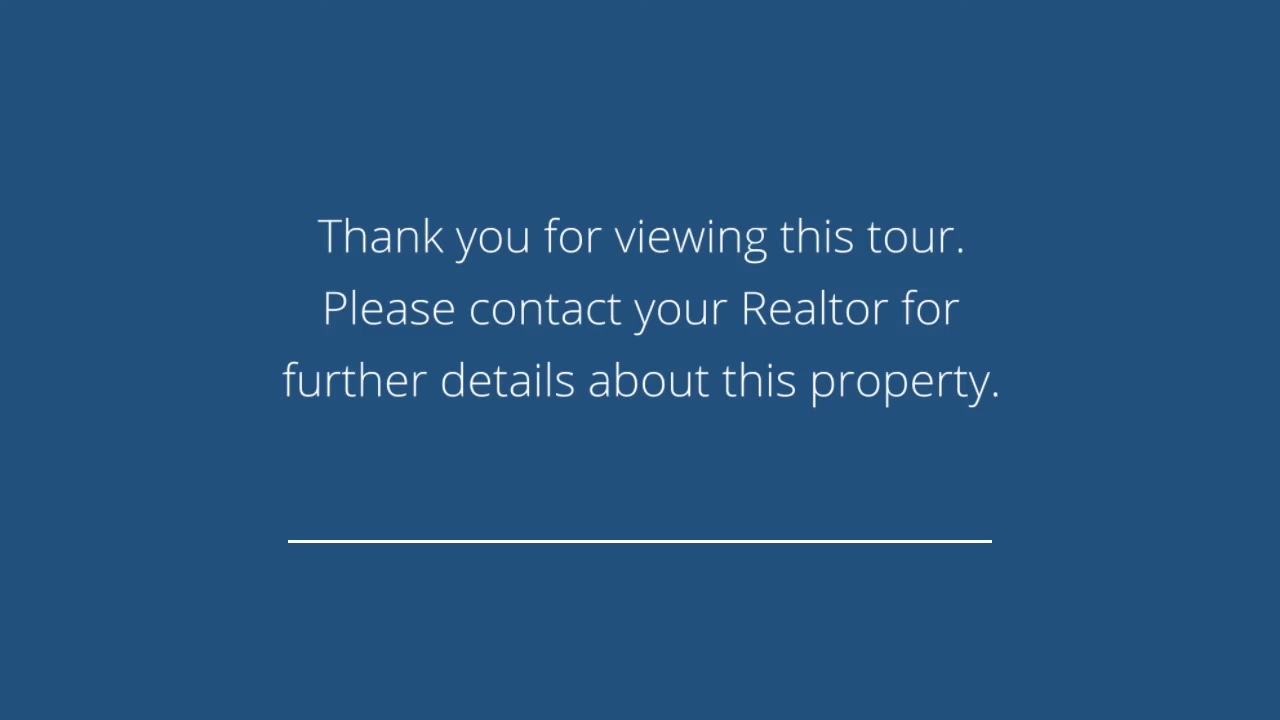 Thank you for viewing this tour.
Please contact your Realtor for
further details about this property.